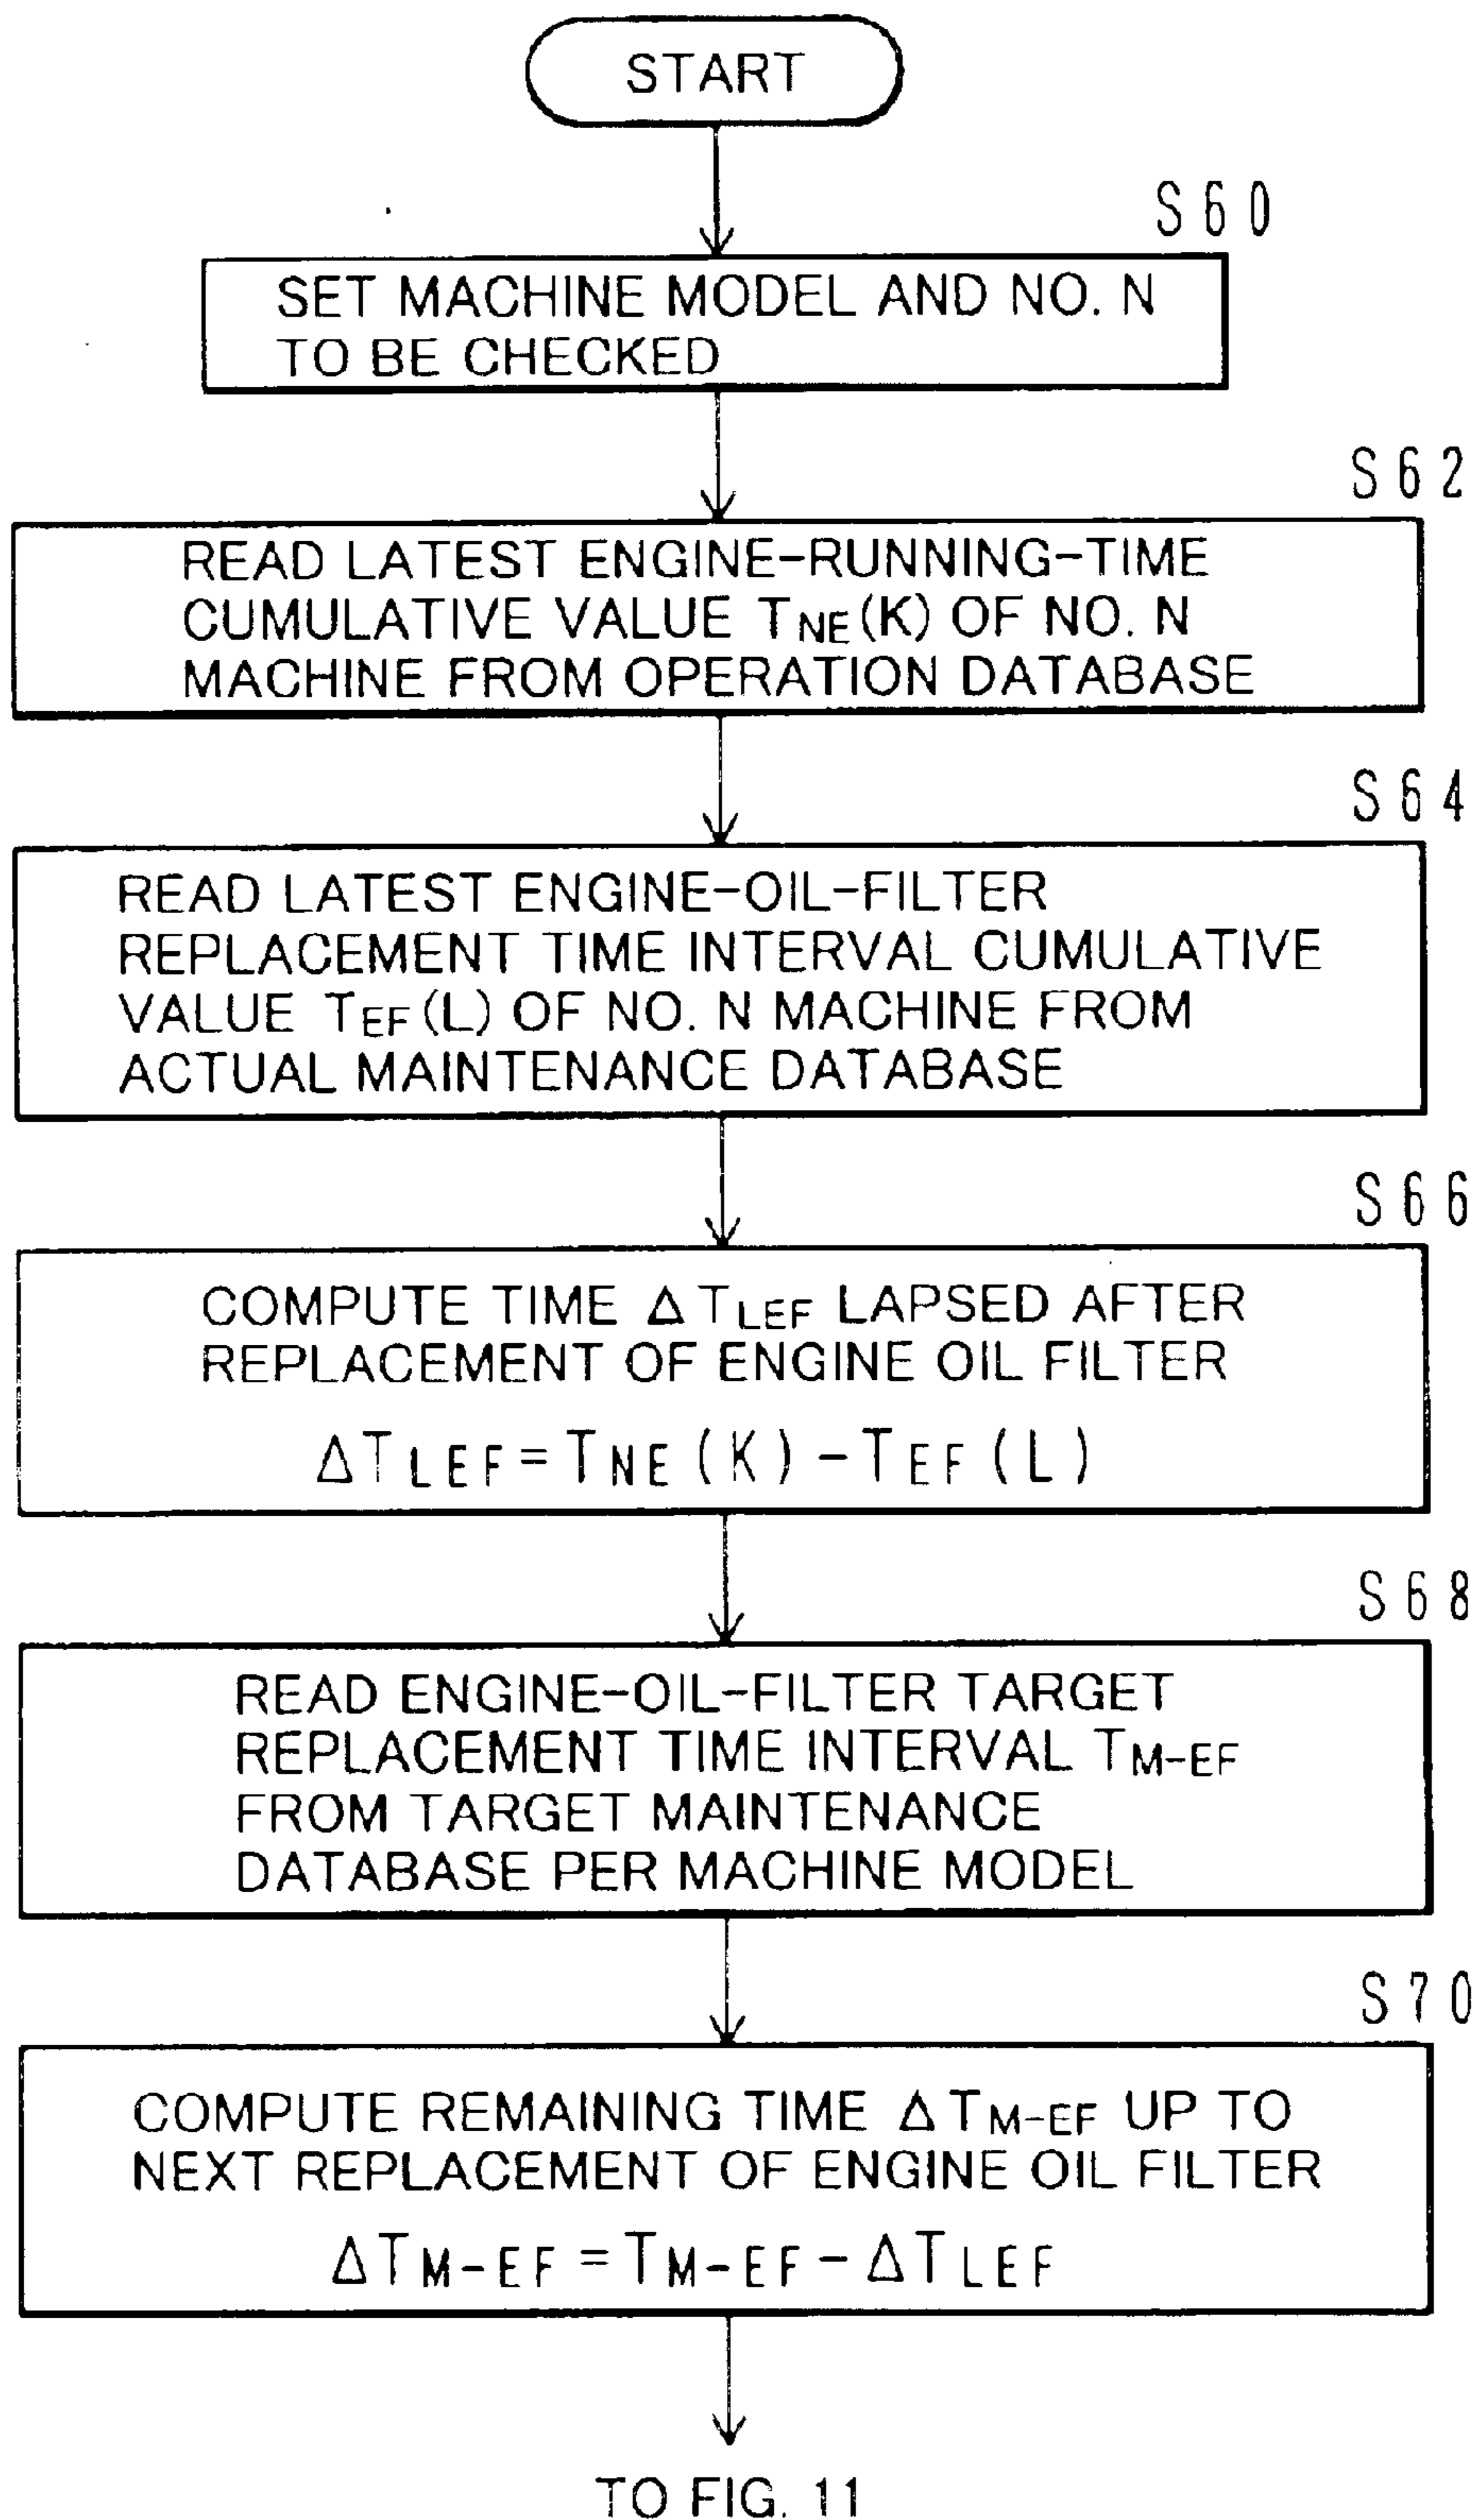 START
S60
SET MACHINE MODEL AND NO. N
TO BE CHECKED
S62
READ LATEST ENGINE-RUNNING-TIME
CUMULATIVE VALUE TNE(K) OF NO. N
MACHINE FROM OPERATION DATABASE
S64
READ LATEST ENGINE-OIL-FILTER
REPLACEMENT TIME INTERVAL CUMULATIVE
VALUE TEF(L) OF NO. N MACHINE FROM
ACTUAL MAINTENANCE DATABASE
S66
COMPUTE TIME ΔTLEF LAPSED AFTER
REPLACEMENT OF ENGINE OIL FILTER
ΔTLEF=TNE(K)-TEF(L)
S68
READ ENGINE-OIL-FILTER TARGET
REPLACEMENT TIME INTERVAL TM-EF
FROM TARGET MAINTENANCE
DATABASE PER MACHINE MODEL
S70
COMPUTE REMAINING TIME ΔTM-EF UP TO
NEXT REPLACEMENT OF ENGINE OIL FILTER
ΔTM-EF=TM-EF-ΔTLEF
TO FIG. 11